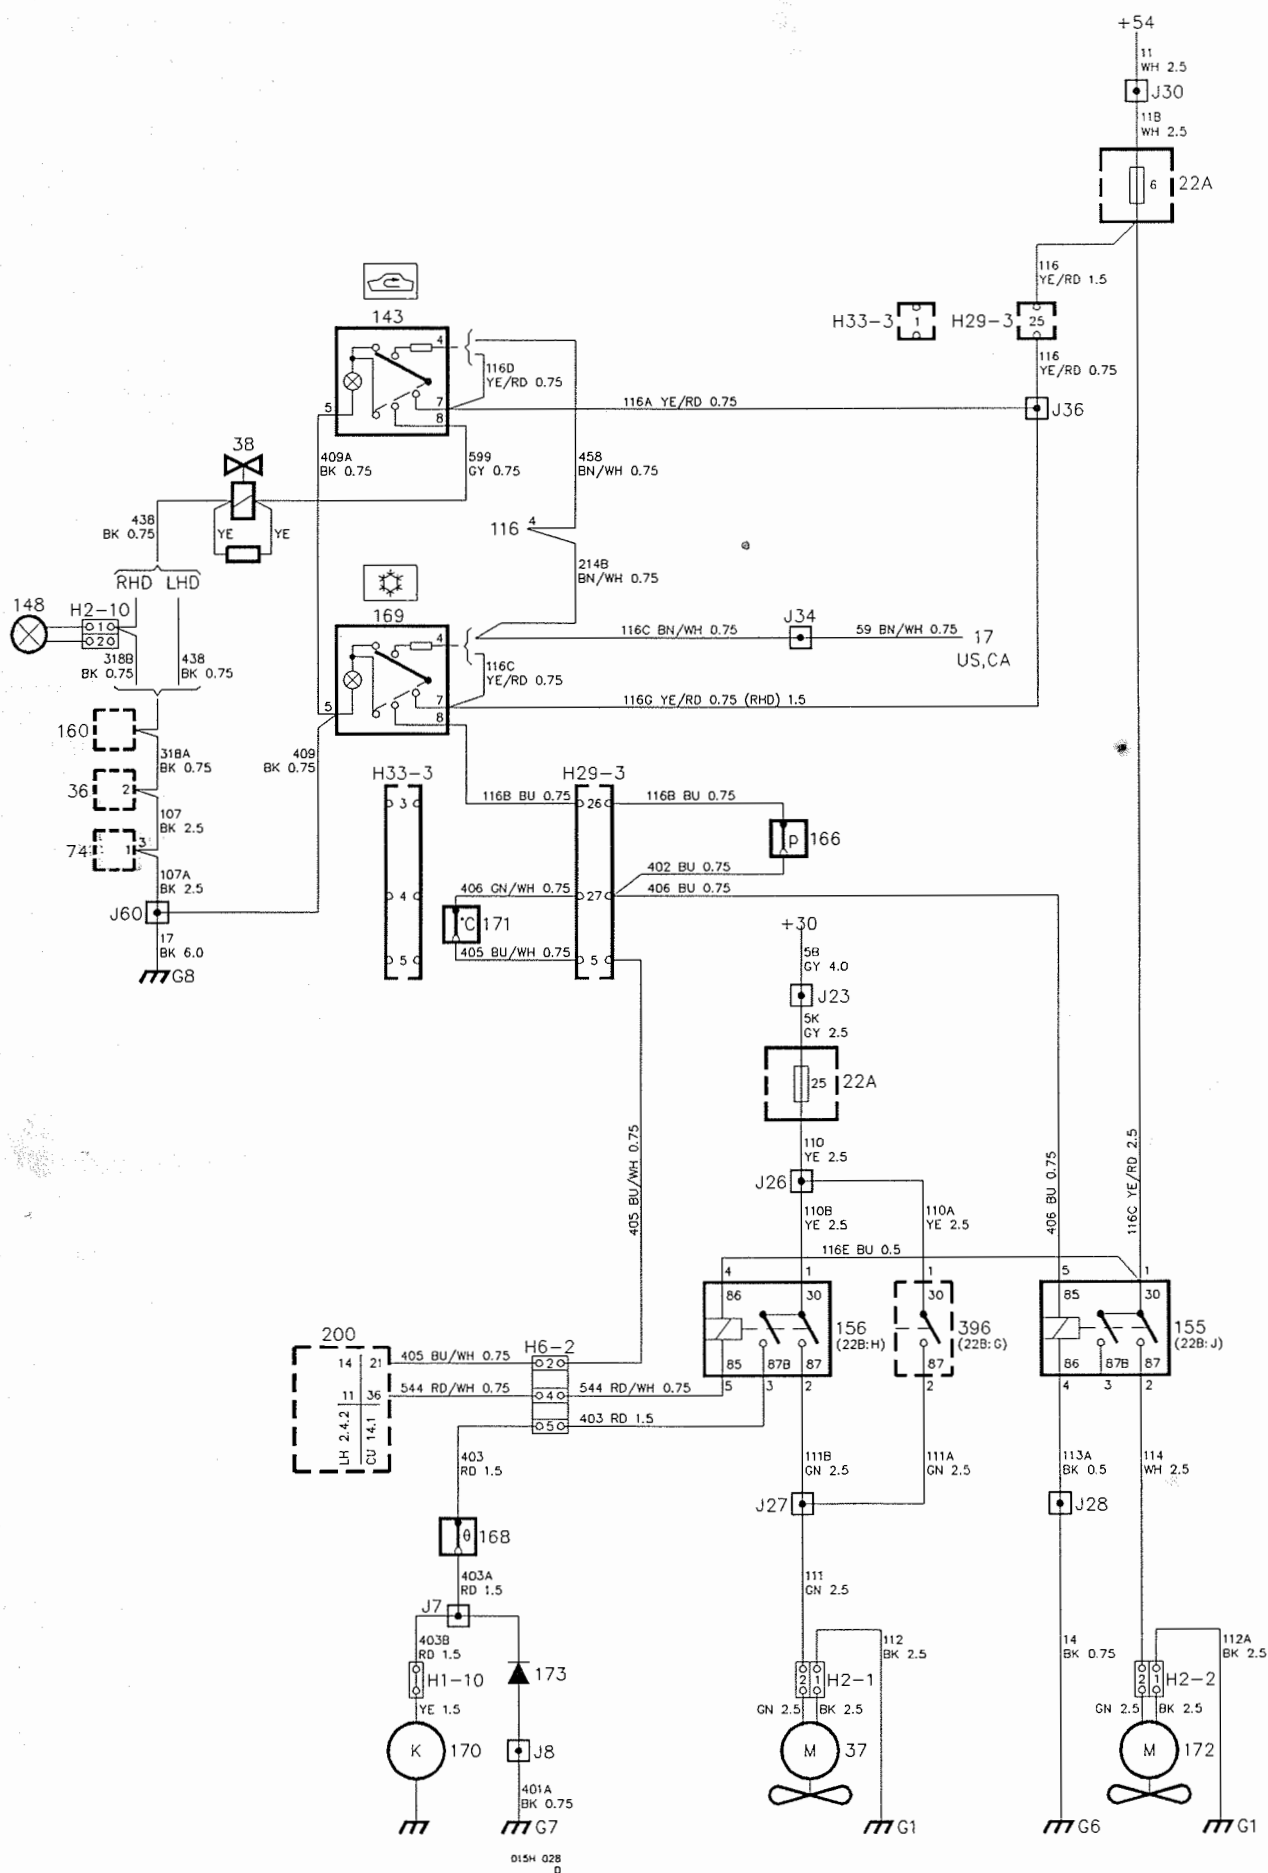 +54
11
WH 2.5
J30
11B
WH 2.5
6
22A
116
YE/RD 1.5
H33-3
1
H29-3
25
116
YE/RD 0.75
143
4
116D
YE/RD 0.75
5
7
8
116A YE/RD 0.75
J36
38
409A
BK 0.75
599
GY 0.75
458
BN/WH 0.75
438
BK 0.75
YE
YE
116
4
214B
BN/WH 0.75
RHD
LHD
148
H2-10
1
2
169
4
116C BN/WH 0.75
J34
59 BN/WH 0.75
17
US,CA
318B
BK 0.75
438
BK 0.75
116C
YE/RD 0.75
5
7
8
116G YE/RD 0.75 (RHD) 1.5
160
318A
BK 0.75
409
BK 0.75
36
2
107
BK 2.5
74
1
3
107A
BK 2.5
J60
17
BK 6.0
G8
H33-3
3
4
5
H29-3
116B BU 0.75
26
116B BU 0.75
p
166
402 BU 0.75
406 GN/WH 0.75
27
406 BU 0.75
°C
171
405 BU/WH 0.75
5
+30
5B
GY 4.0
J23
5K
GY 2.5
25
22A
110
YE 2.5
J26
110B
YE 2.5
110A
YE 2.5
405 BU/WH 0.75
406 BU 0.75
116C YE/RD 2.5
116E BU 0.5
4
1
86
30
156
(22B:H)
85
87B
87
5
3
2
1
30
396
(22B:G)
87
2
5
1
85
30
155
(22B:J)
86
87B
87
4
3
2
200
14
21
11
36
LH 2.4.2
CU 14.1
405 BU/WH 0.75
H6-2
2
544 RD/WH 0.75
4
544 RD/WH 0.75
5
403 RD 1.5
403
RD 1.5
111B
GN 2.5
111A
GN 2.5
113A
BK 0.5
114
WH 2.5
J27
J28
θ
168
403A
RD 1.5
111
GN 2.5
J7
403B
RD 1.5
1
H1-10
YE 1.5
173
K
170
J8
401A
BK 0.75
G7
112
BK 2.5
2
1
H2-1
GN 2.5
BK 2.5
M
37
G1
14
BK 0.75
G6
112A
BK 2.5
2
1
H2-2
GN 2.5
BK 2.5
M
172
G1
D15H 028
D